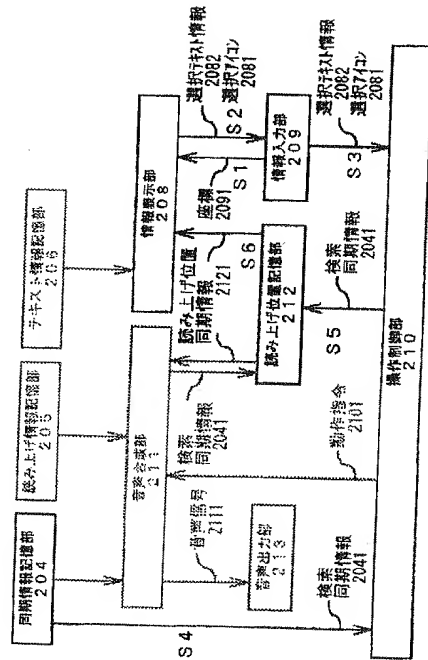 同期情報記憶部
204
読み上げ情報記憶部
205
テキスト情報記憶部
206
音声合成部
211
情報表示部
208
選択テキスト情報
2082
選択アイコン
2081
S2
S1
座標
2091
情報入力部
209
選択テキスト情報
2082
選択アイコン
2081
S3
読み上げ位置
同期情報
2121
S6
読み上げ位置記憶部
212
検索
同期情報
2041
検索
同期情報
2041
S5
音声信号
2111
音声出力部
213
動作指令
2101
S4
検索
同期情報
2041
操作制御部
210